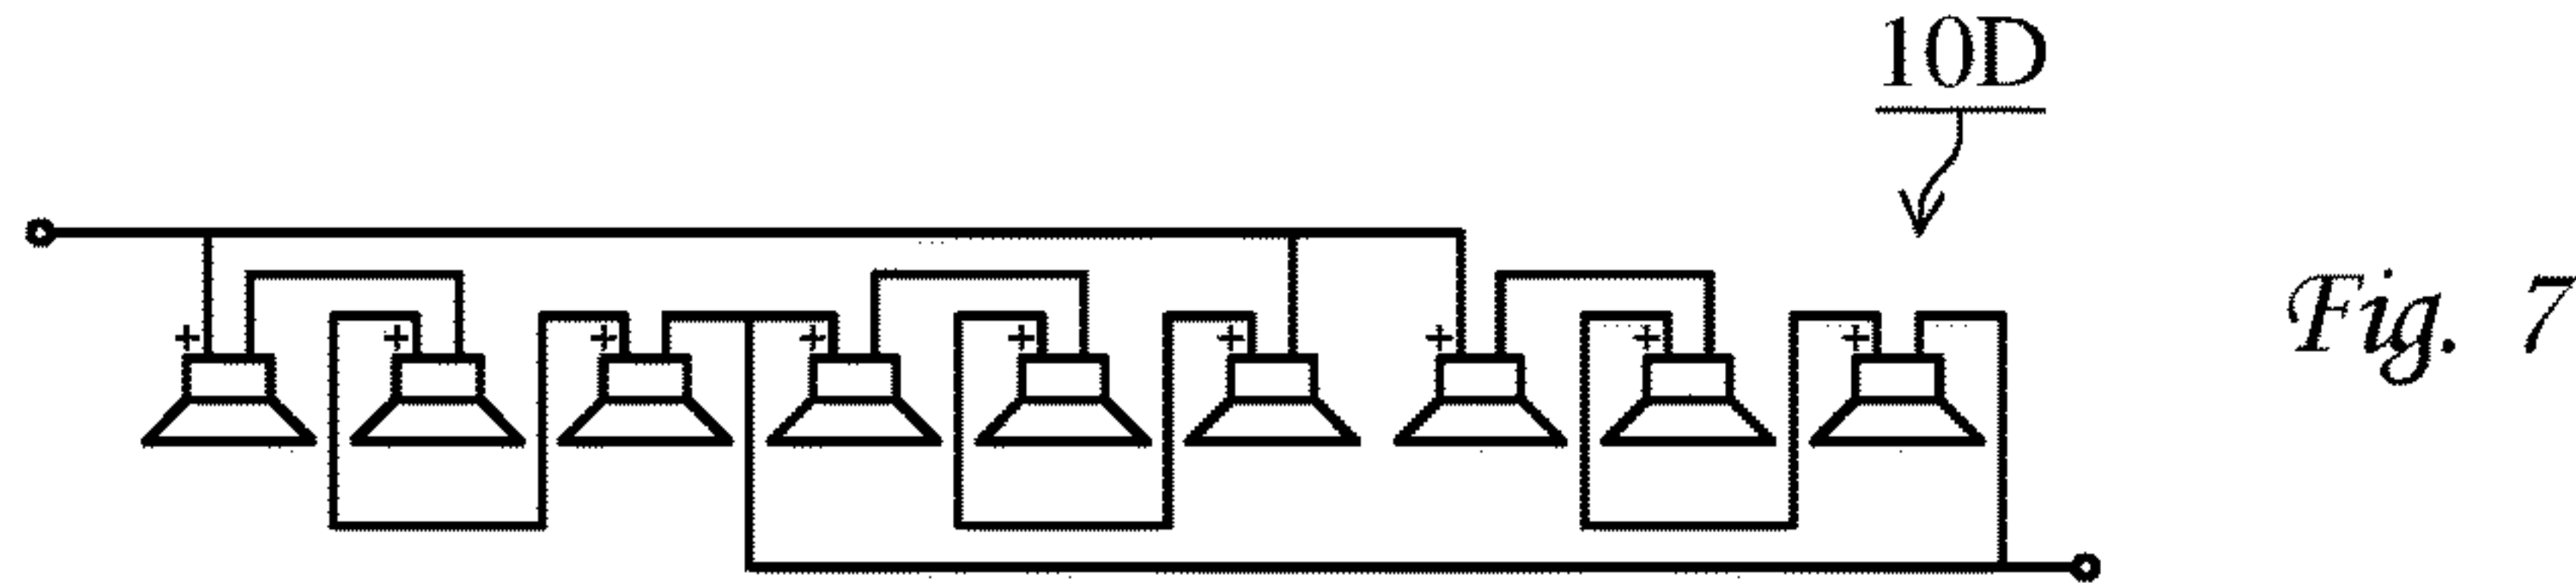 10D
+ + + + + + + + +
Fig. 7